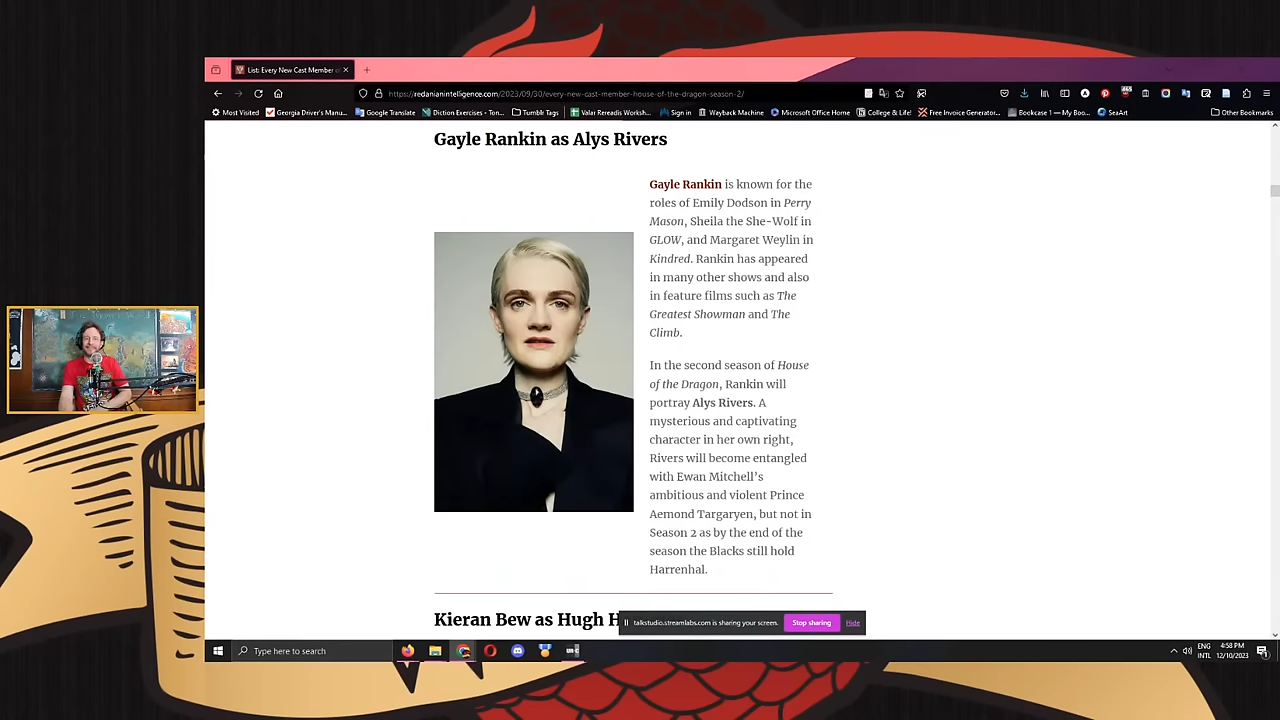 List: Every New Cast Member of
https://redanianintelligence.com/2023/09/30/every-new-cast-member-house-of-the-dragon-season-2/
Most Visited Georgia Driver's Manu... Google Translate Diction Exercises - Ton... Tumblr Tags Valar Rereadis Worksh... Sign in Wayback Machine Microsoft Office Home College & Life! Free Invoice Generator... Bookcase 1 — My Boo... SeaArt Other Bookmarks
Gayle Rankin as Alys Rivers
Gayle Rankin is known for the
roles of Emily Dodson in Perry
Mason, Sheila the She-Wolf in
GLOW, and Margaret Weylin in
Kindred. Rankin has appeared
in many other shows and also
in feature films such as The
Greatest Showman and The
Climb.
In the second season of House
of the Dragon, Rankin will
portray Alys Rivers. A
mysterious and captivating
character in her own right,
Rivers will become entangled
with Ewan Mitchell's
ambitious and violent Prince
Aemond Targaryen, but not in
Season 2 as by the end of the
season the Blacks still hold
Harrenhal.
Kieran Bew as Hugh H
talkstudio.streamlabs.com is sharing your screen. Stop sharing Hide
Type here to search
ENG 4:58 PM
INTL 12/10/2023